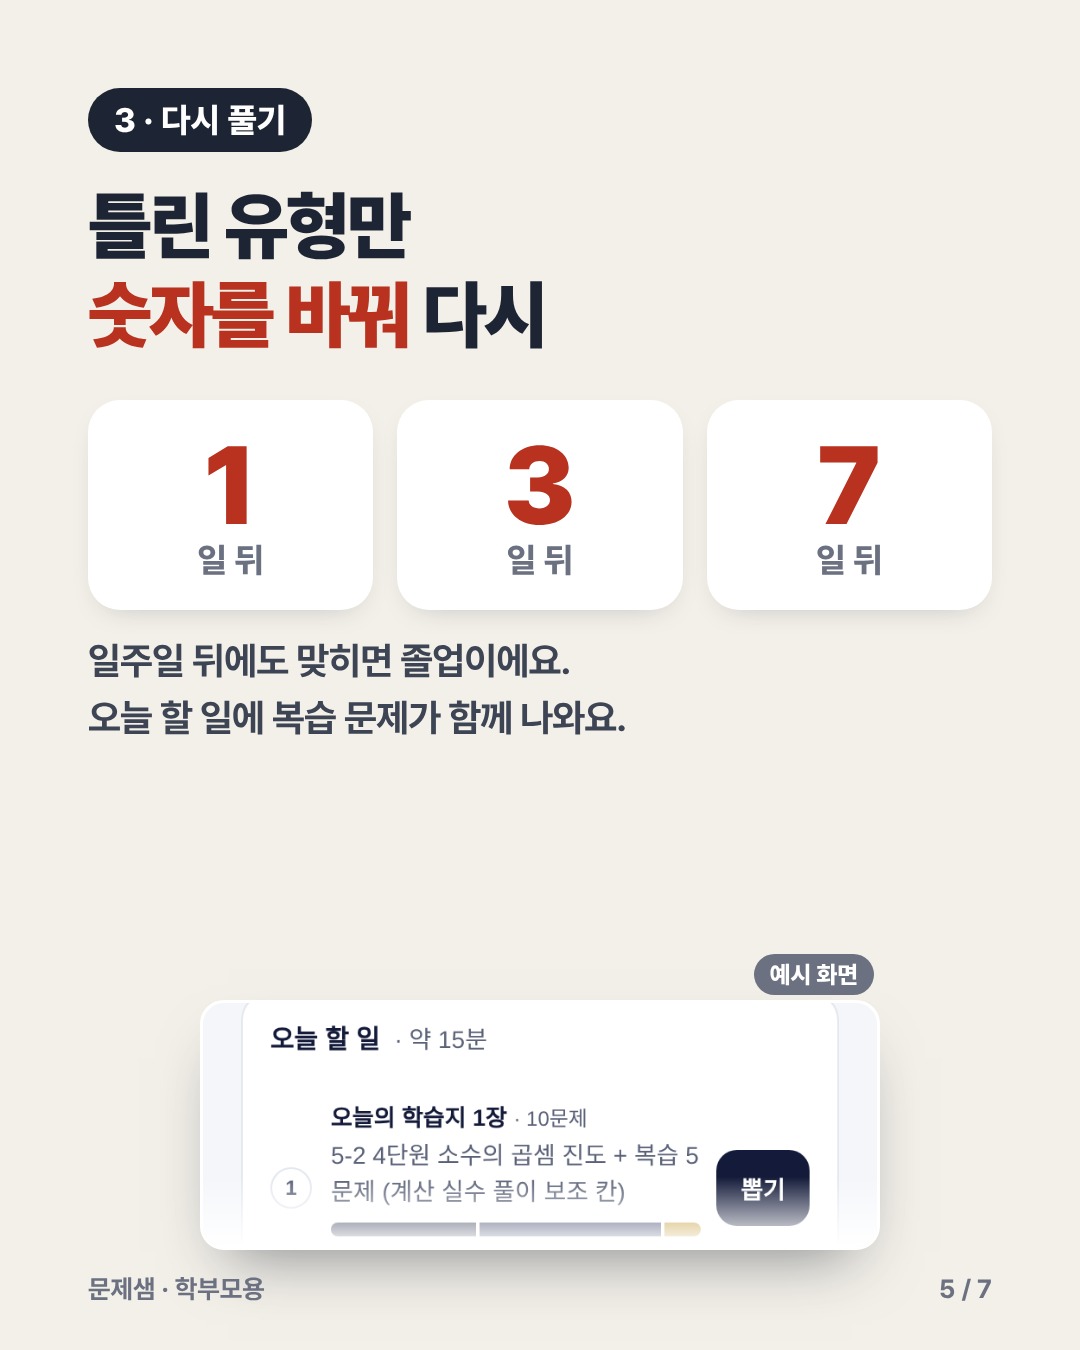 3 · 다시 풀기
틀린 유형만
숫자를 바꿔 다시
1
일 뒤
3
일 뒤
7
일 뒤
일주일 뒤에도 맞히면 졸업이에요.
오늘 할 일에 복습 문제가 함께 나와요.
예시 화면
오늘 할 일 · 약 15분
오늘의 학습지 1장 · 10문제
5-2 4단원 소수의 곱셈 진도 + 복습 5
1
문제 (계산 실수 풀이 보조 칸)
뽑기
문제샘 · 학부모용
5 / 7